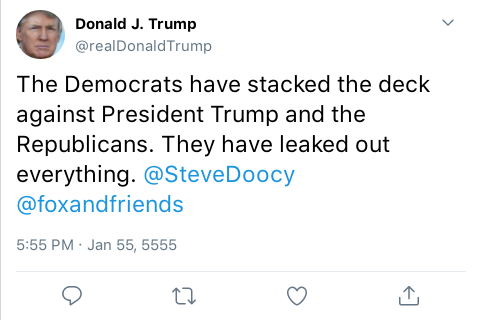 Donald J. Trump
@realDonaldTrump
The Democrats have stacked the deck
against President Trump and the
Republicans. They have leaked out
everything. @SteveDoocy
@foxandfriends
5:55 PM · Jan 55, 5555